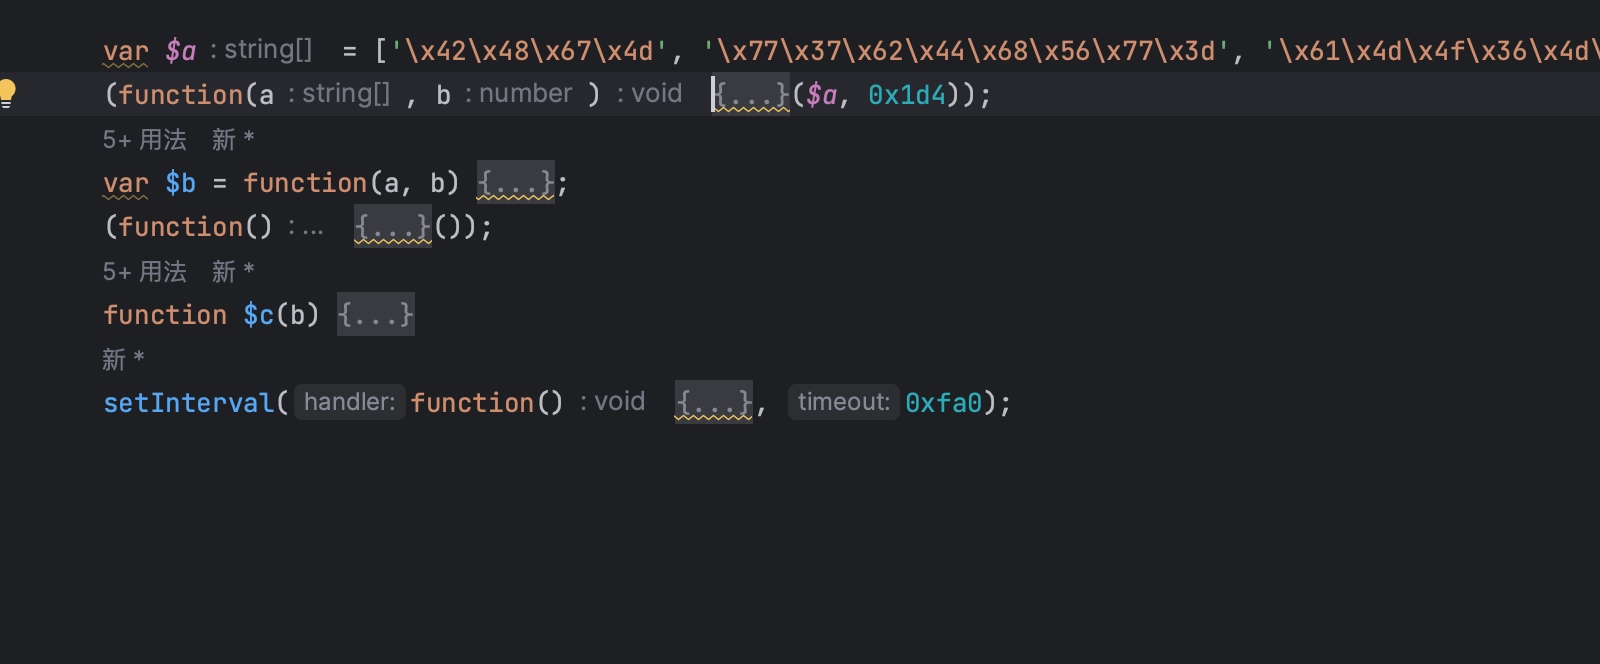 var $a : string[] = ['\x42\x48\x67\x4d', '\x77\x37\x62\x44\x68\x56\x77\x3d', '\x61\x4d\x4f\x36\x4d\
(function(a : string[] , b : number ) : void {...}($a, 0x1d4));
5+ 用法 新 *
var $b = function(a, b) {...};
(function() : ... {...}());
5+ 用法 新 *
function $c(b) {...}
新 *
setInterval( handler: function() : void {...}, timeout: 0xfa0);